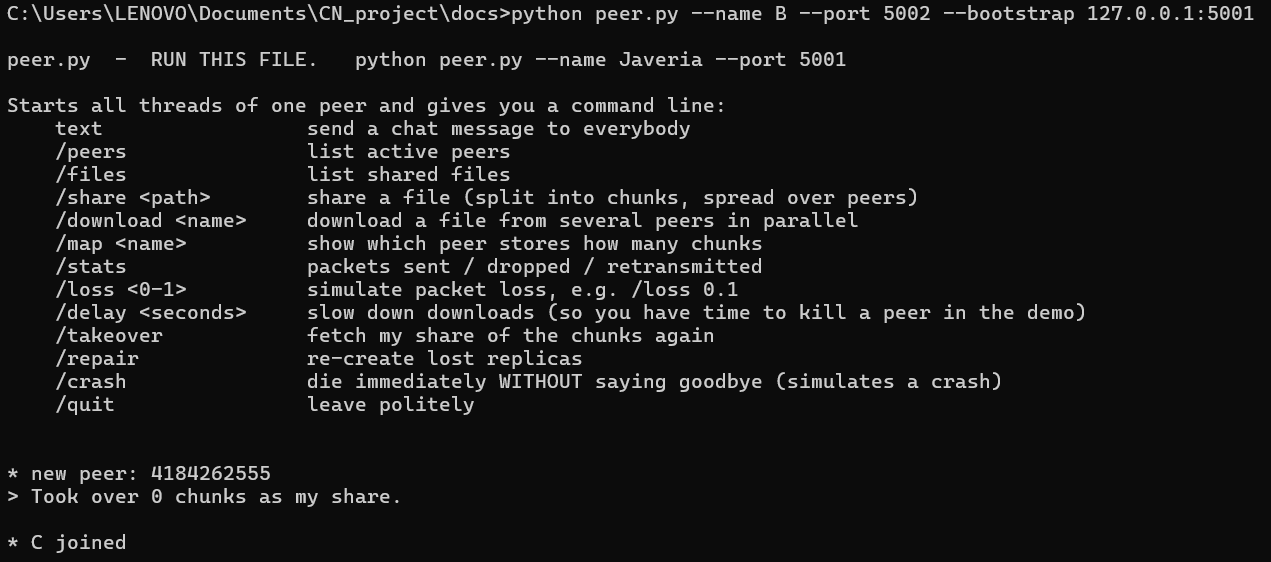 C:\Users\LENOVO\Documents\CN_project\docs>python peer.py --name B --port 5002 --bootstrap 127.0.0.1:5001
peer.py  -  RUN THIS FILE.   python peer.py --name Javeria --port 5001
Starts all threads of one peer and gives you a command line:
    text                 send a chat message to everybody
    /peers               list active peers
    /files               list shared files
    /share <path>        share a file (split into chunks, spread over peers)
    /download <name>     download a file from several peers in parallel
    /map <name>          show which peer stores how many chunks
    /stats               packets sent / dropped / retransmitted
    /loss <0-1>          simulate packet loss, e.g. /loss 0.1
    /delay <seconds>     slow down downloads (so you have time to kill a peer in the demo)
    /takeover            fetch my share of the chunks again
    /repair              re-create lost replicas
    /crash               die immediately WITHOUT saying goodbye (simulates a crash)
    /quit                leave politely
* new peer: 4184262555
> Took over 0 chunks as my share.
* C joined